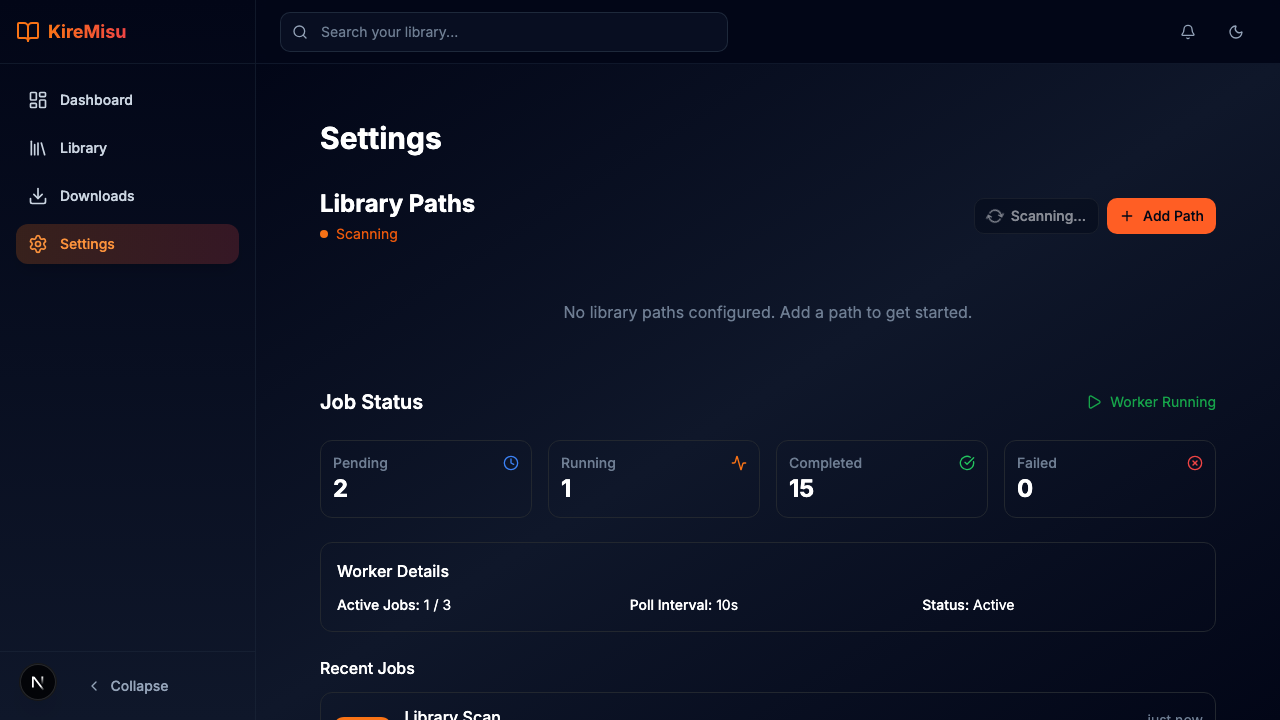 KireMisu
Search your library...
Dashboard
Library
Downloads
Settings
Settings
Library Paths
Scanning
Scanning...
Add Path
No library paths configured. Add a path to get started.
Job Status
Worker Running
Pending
2
Running
1
Completed
15
Failed
0
Worker Details
Active Jobs: 1 / 3
Poll Interval: 10s
Status: Active
Recent Jobs
Library Scan
just now
N
Collapse